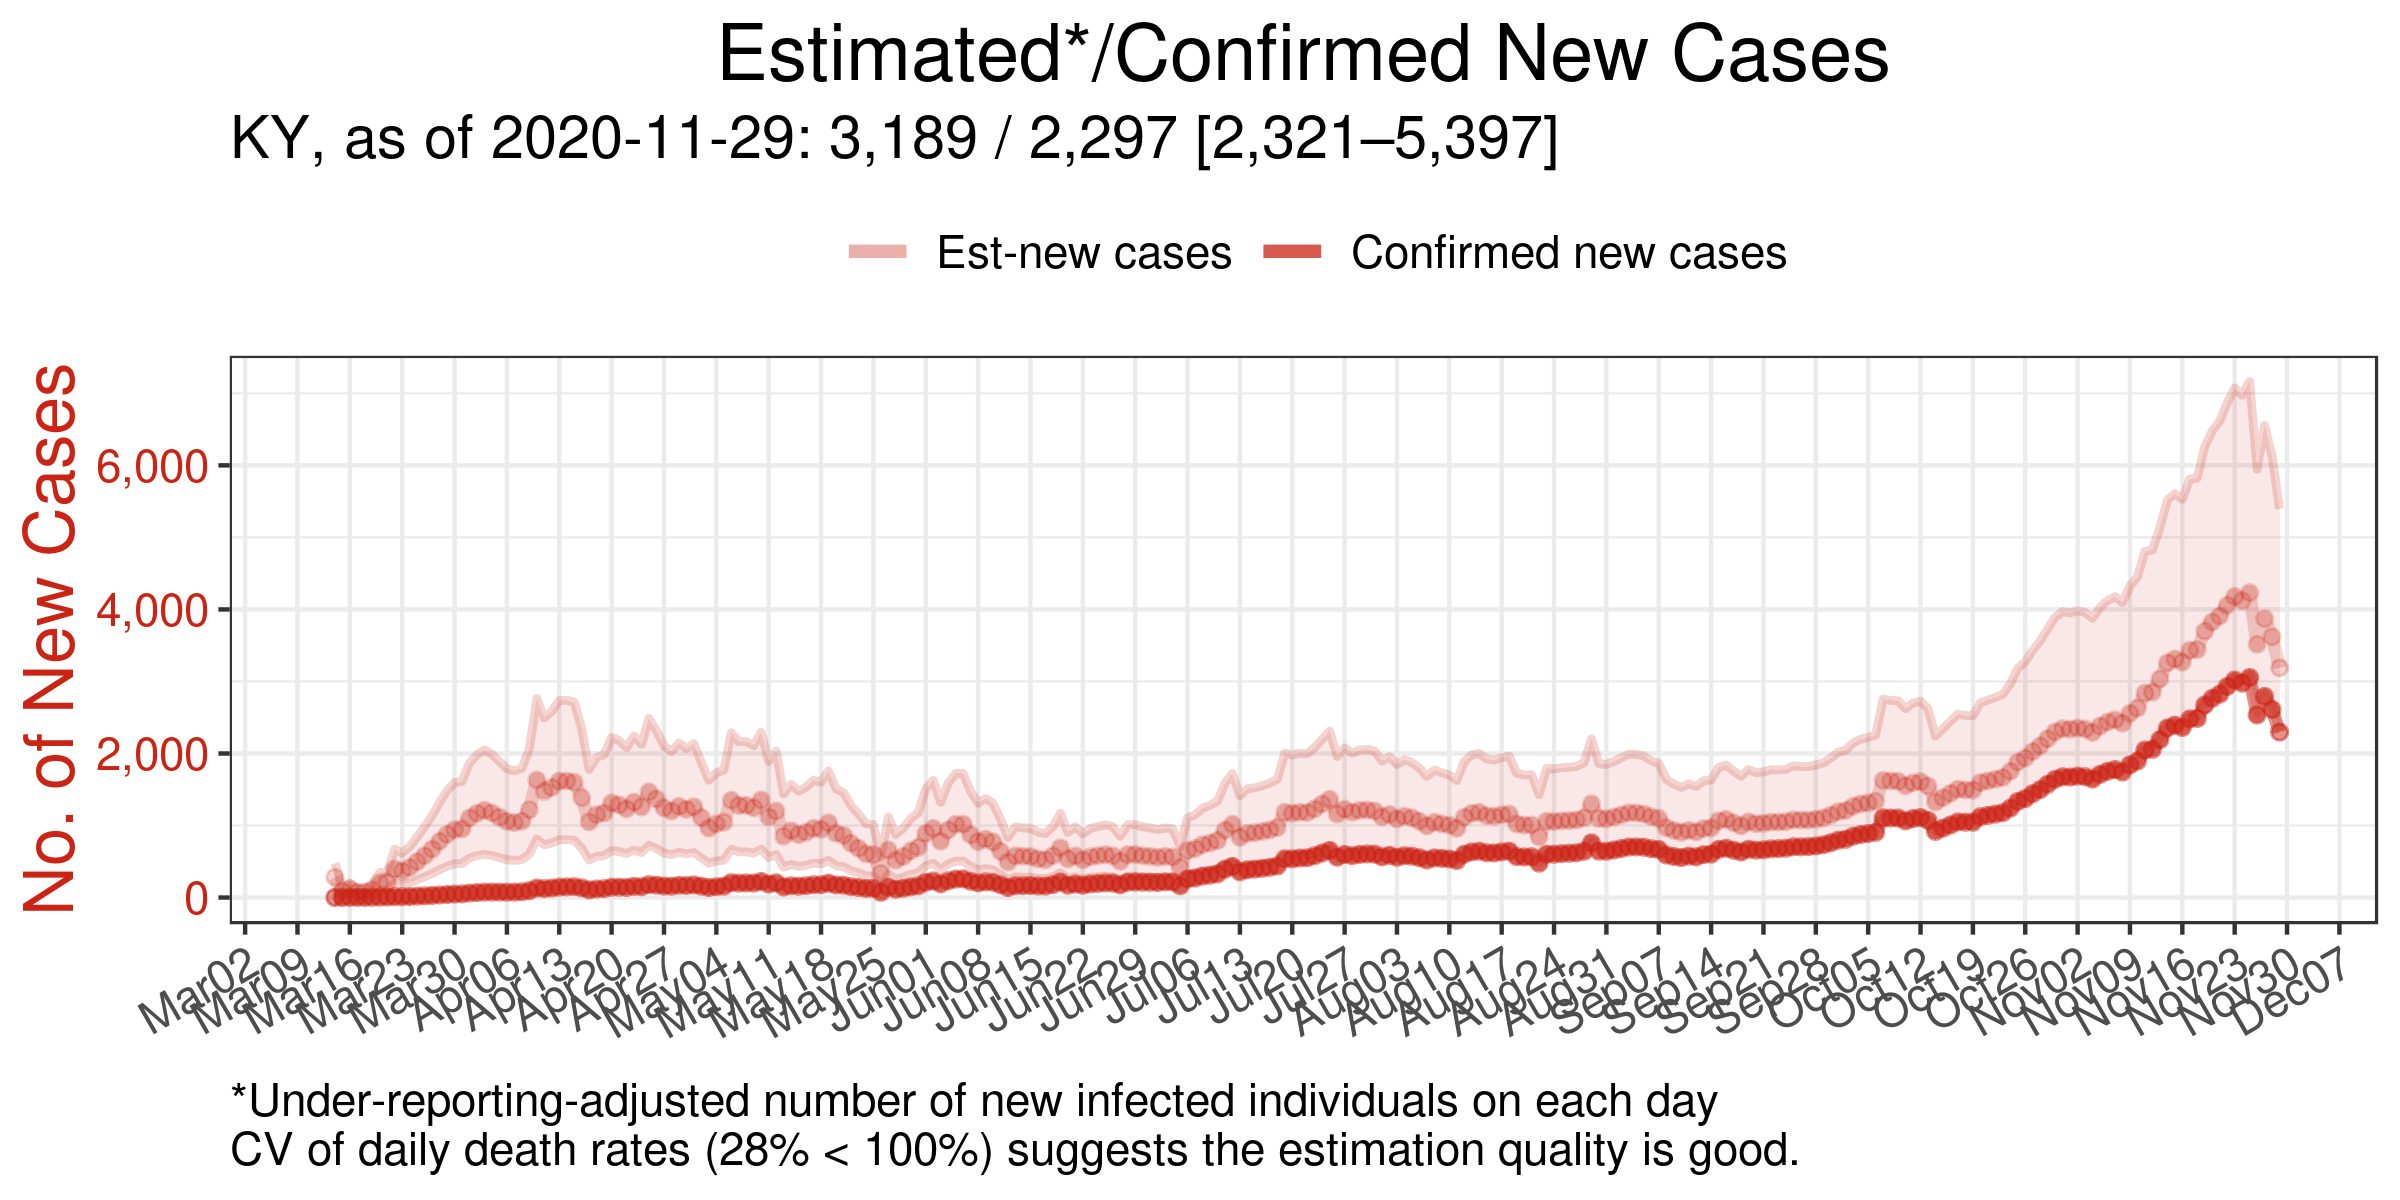 Estimated*/Confirmed New Cases
KY, as of 2020-11-29: 3,189 / 2,297 [2,321–5,397]
Est-new cases
Confirmed new cases
No. of New Cases
6,000
4,000
2,000
0
Mar02
Mar09
Mar16
Mar23
Mar30
Apr06
Apr13
Apr20
Apr27
May04
May11
May18
May25
Jun01
Jun08
Jun15
Jun22
Jun29
Jul06
Jul13
Jul20
Jul27
Aug03
Aug10
Aug17
Aug24
Aug31
Sep07
Sep14
Sep21
Sep28
Oct05
Oct12
Oct19
Oct26
Nov02
Nov09
Nov16
Nov23
Nov30
Dec07
*Under-reporting-adjusted number of new infected individuals on each day
CV of daily death rates (28% < 100%) suggests the estimation quality is good.